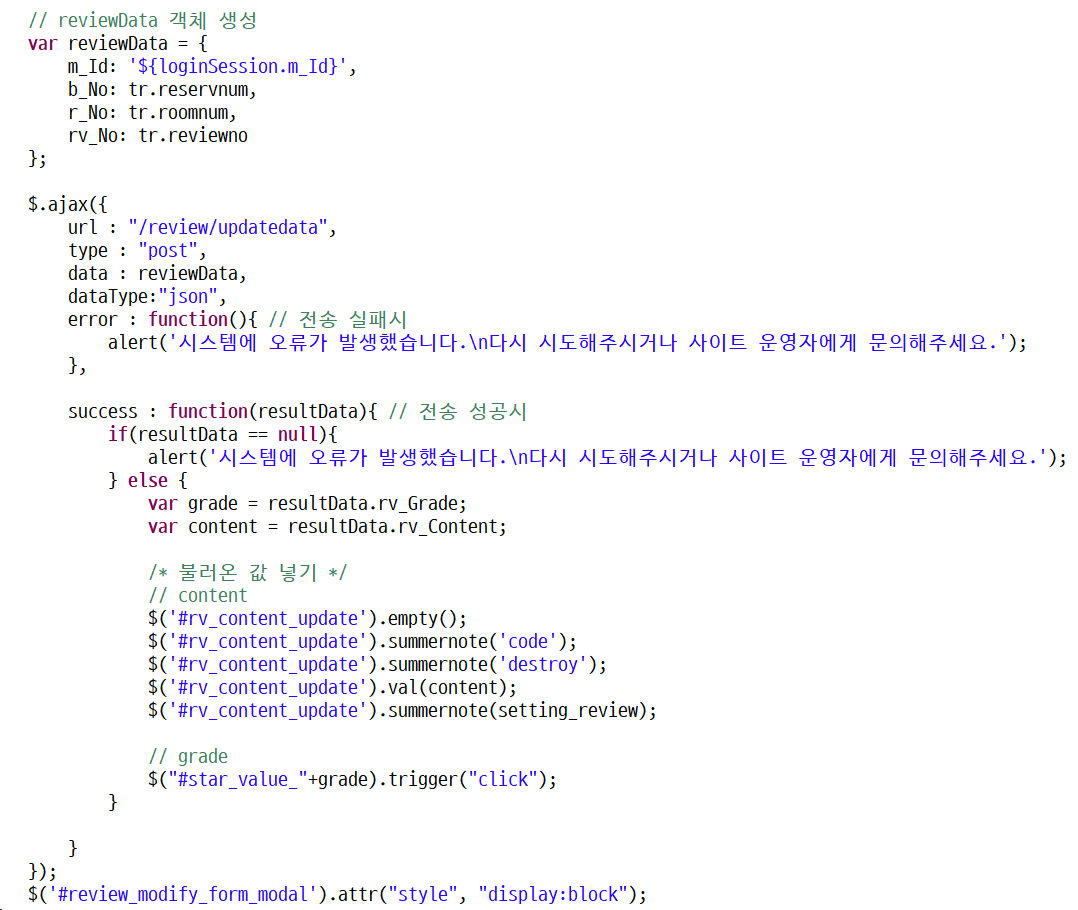 // reviewData 객체 생성
var reviewData = {
    m_Id: '${loginSession.m_Id}',
    b_No: tr.reservnum,
    r_No: tr.roomnum,
    rv_No: tr.reviewno
};

$.ajax({
    url : "/review/updatedata",
    type : "post",
    data : reviewData,
    dataType:"json",
    error : function(){ // 전송 실패시
        alert('시스템에 오류가 발생했습니다.\n다시 시도해주시거나 사이트 운영자에게 문의해주세요.');
    },

    success : function(resultData){ // 전송 성공시
        if(resultData == null){
            alert('시스템에 오류가 발생했습니다.\n다시 시도해주시거나 사이트 운영자에게 문의해주세요.');
        } else {
            var grade = resultData.rv_Grade;
            var content = resultData.rv_Content;

            /* 불러온 값 넣기 */
            // content
            $('#rv_content_update').empty();
            $('#rv_content_update').summernote('code');
            $('#rv_content_update').summernote('destroy');
            $('#rv_content_update').val(content);
            $('#rv_content_update').summernote(setting_review);

            // grade
            $("#star_value_"+grade).trigger("click");
        }

    }
});
$('#review_modify_form_modal').attr("style", "display:block");